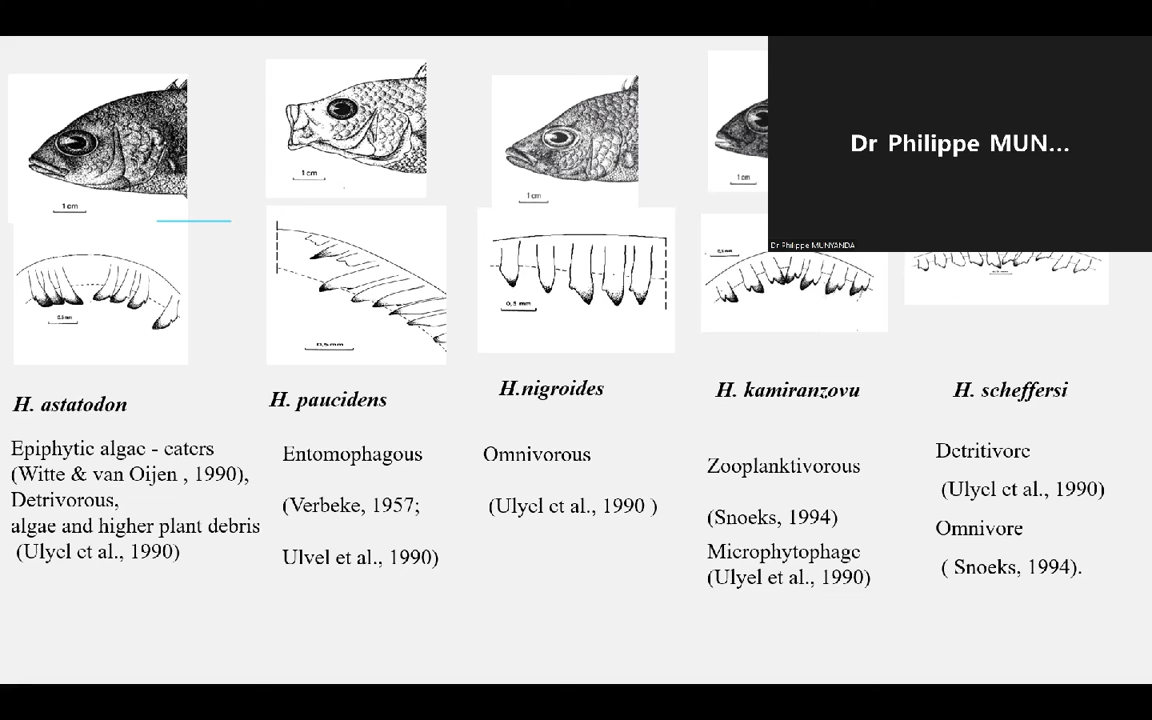 Dr Philippe MUN...
Dr Philippe MUNYANDA
1 cm
1 cm
1 cm
1 cm
0,5 mm
0,5 mm
H. astatodon
H. paucidens
H.nigroides
H. kamiranzovu
H. scheffersi
Epiphytic algae - eaters
(Witte & van Oijen , 1990),
Detrivorous,
algae and higher plant debris
(Ulyel et al., 1990)
Entomophagous
(Verbeke, 1957;
Ulvel et al., 1990)
Omnivorous
(Ulyel et al., 1990 )
Zooplanktivorous
(Snoeks, 1994)
Microphytophage
(Ulyel et al., 1990)
Detritivore
(Ulyel et al., 1990)
Omnivore
( Snoeks, 1994).